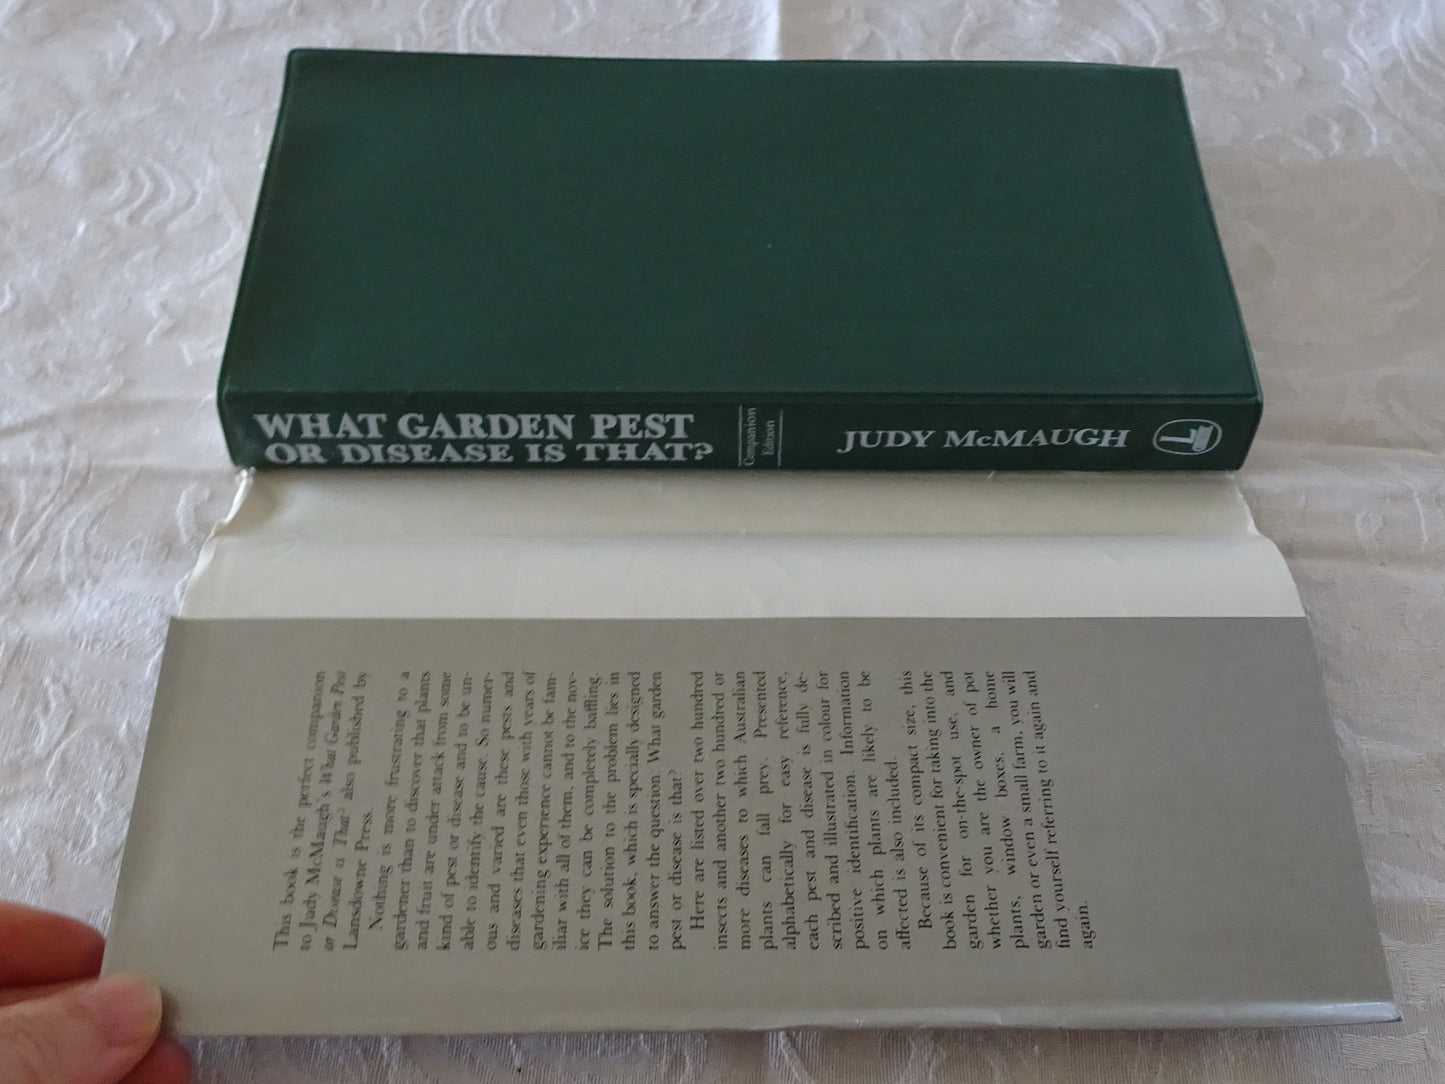 WHAT GARDEN PEST
OR DISEASE IS THAT?
Companion
Edition
JUDY McMAUGH
L
This book is the perfect companion
to Judy McMaugh's What Garden Pest
or Disease is That? also published by
Lansdowne Press.
Nothing is more frustrating to a
gardener than to discover that plants
and fruit are under attack from some
kind of pest or disease and to be un-
able to identify the cause. So numer-
ous and varied are these pests and
diseases that even those with years of
gardening experience cannot be fam-
iliar with all of them, and to the nov-
ice they can be completely baffling.
The solution to the problem lies in
this book, which is specially designed
to answer the question: What garden
pest or disease is that?
Here are listed over two hundred
insects and another two hundred or
more diseases to which Australian
plants can fall prey. Presented
alphabetically for easy reference,
each pest and disease is fully de-
scribed and illustrated in colour for
positive identification. Information
on which plants are likely to be
affected is also included.
Because of its compact size, this
book is convenient for taking into the
garden for on-the-spot use, and
whether you are the owner of pot
plants, window boxes, a home
garden or even a small farm, you will
find yourself referring to it again and
again.